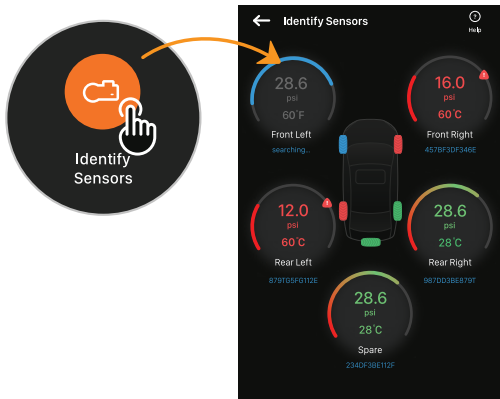 Identify
Sensors
Identify Sensors
?
Help
28.6
psi
60°F
Front Left
searching...
16.0
psi
60°C
Front Right
457BF3DF346E
12.0
psi
60°C
Rear Left
879TG5FG112E
28.6
psi
28°C
Rear Right
987DD3BE879T
28.6
psi
28°C
Spare
234DF3BE112F